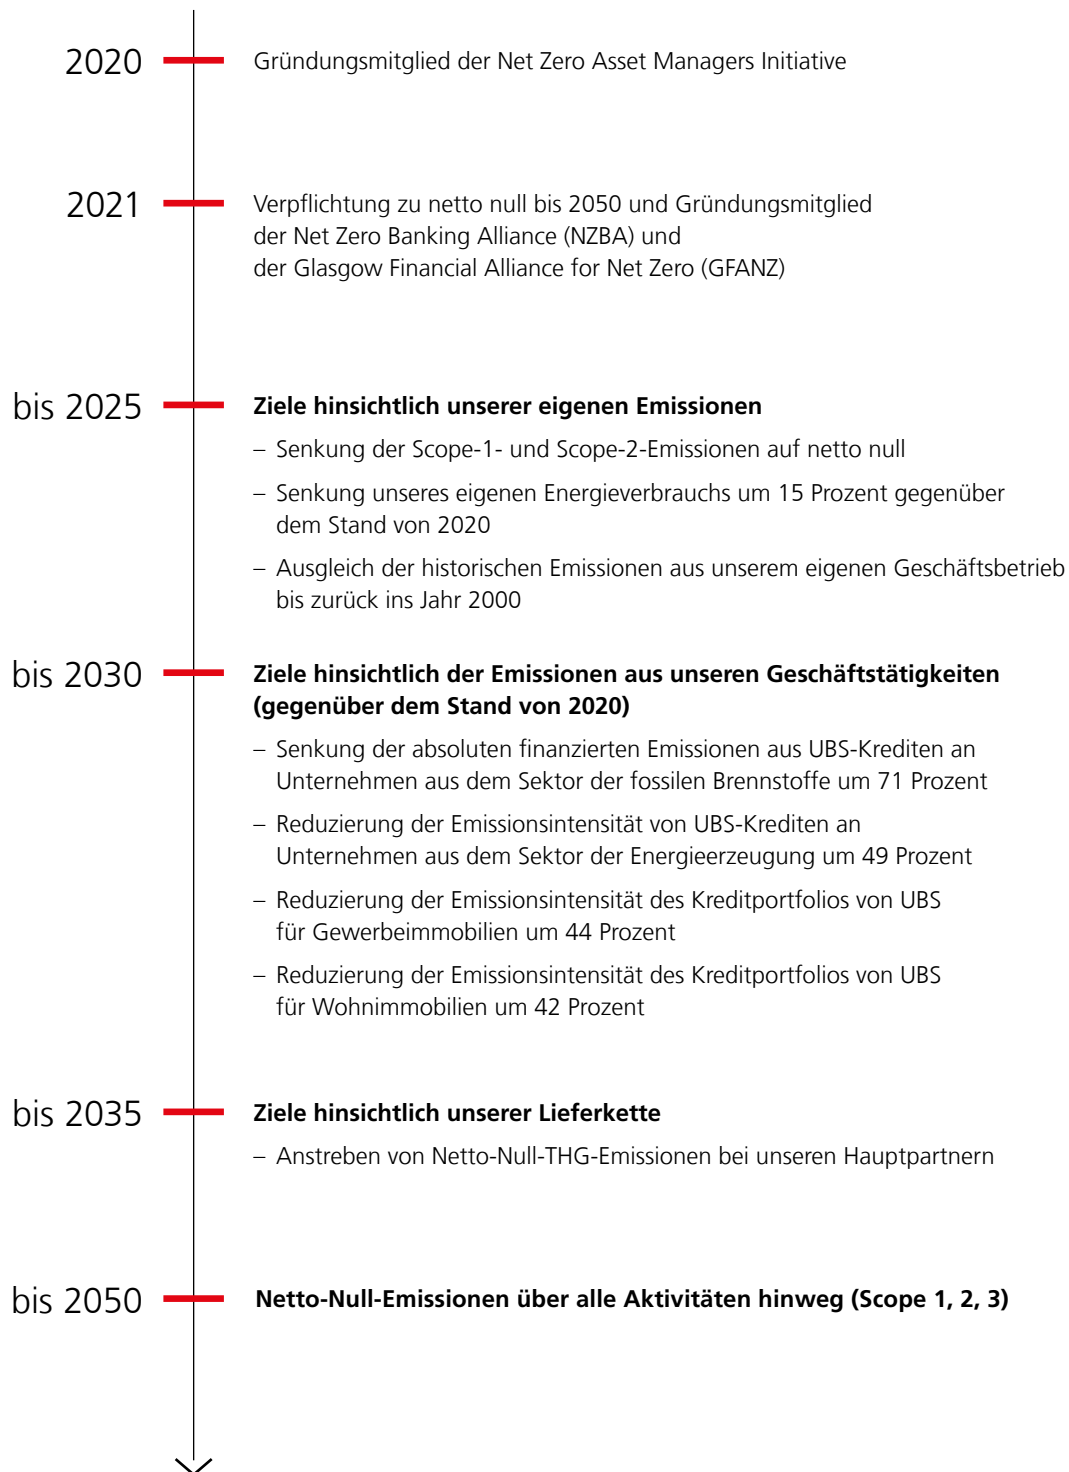 2020
Gründungsmitglied der Net Zero Asset Managers Initiative
2021
Verpflichtung zu netto null bis 2050 und Gründungsmitglied
der Net Zero Banking Alliance (NZBA) und
der Glasgow Financial Alliance for Net Zero (GFANZ)
bis 2025
Ziele hinsichtlich unserer eigenen Emissionen
– Senkung der Scope-1- und Scope-2-Emissionen auf netto null
– Senkung unseres eigenen Energieverbrauchs um 15 Prozent gegenüber
dem Stand von 2020
– Ausgleich der historischen Emissionen aus unserem eigenen Geschäftsbetrieb
bis zurück ins Jahr 2000
bis 2030
Ziele hinsichtlich der Emissionen aus unseren Geschäftstätigkeiten
(gegenüber dem Stand von 2020)
– Senkung der absoluten finanzierten Emissionen aus UBS-Krediten an
Unternehmen aus dem Sektor der fossilen Brennstoffe um 71 Prozent
– Reduzierung der Emissionsintensität von UBS-Krediten an
Unternehmen aus dem Sektor der Energieerzeugung um 49 Prozent
– Reduzierung der Emissionsintensität des Kreditportfolios von UBS
für Gewerbeimmobilien um 44 Prozent
– Reduzierung der Emissionsintensität des Kreditportfolios von UBS
für Wohnimmobilien um 42 Prozent
bis 2035
Ziele hinsichtlich unserer Lieferkette
– Anstreben von Netto-Null-THG-Emissionen bei unseren Hauptpartnern
bis 2050
Netto-Null-Emissionen über alle Aktivitäten hinweg (Scope 1, 2, 3)